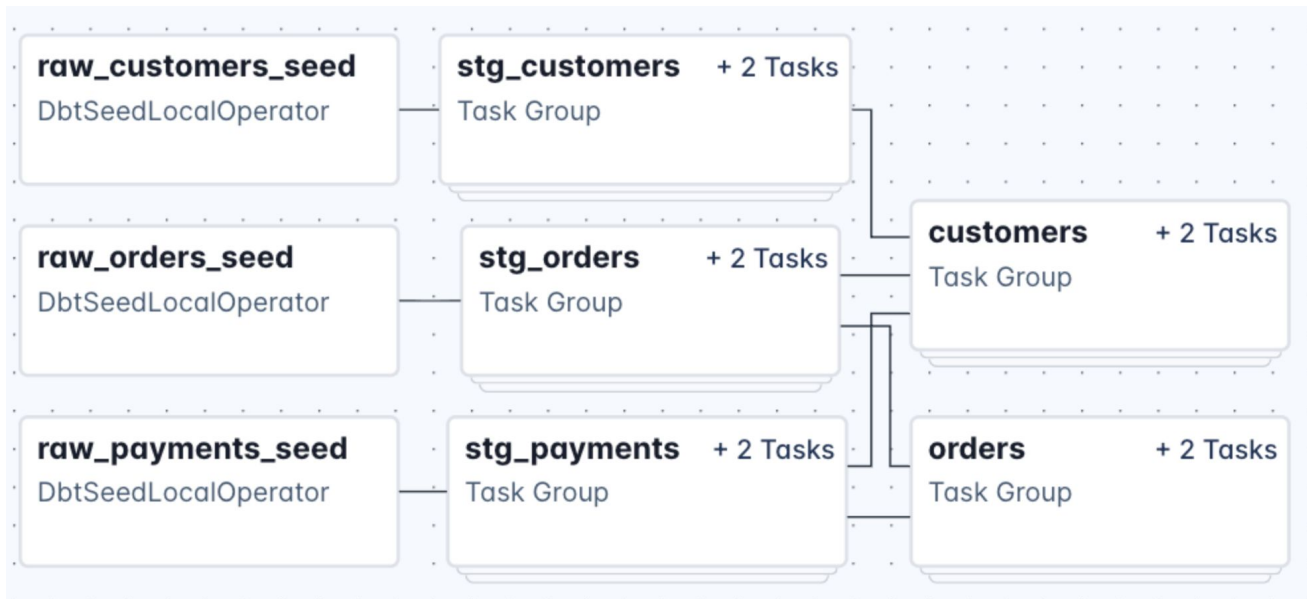 raw_customers_seed
DbtSeedLocalOperator
stg_customers + 2 Tasks
Task Group
customers + 2 Tasks
Task Group
raw_orders_seed
DbtSeedLocalOperator
stg_orders + 2 Tasks
Task Group
raw_payments_seed
DbtSeedLocalOperator
stg_payments + 2 Tasks
Task Group
orders + 2 Tasks
Task Group